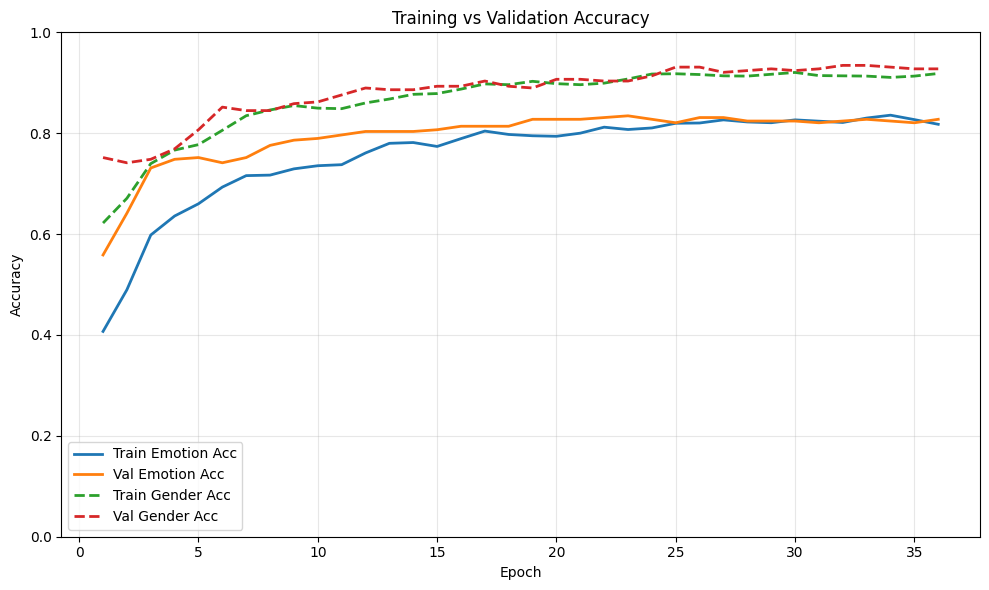 Training vs Validation Accuracy
1.0
0.8
0.6
0.4
0.2
0.0
Accuracy
Train Emotion Acc
Val Emotion Acc
Train Gender Acc
Val Gender Acc
0 5 10 15 20 25 30 35
Epoch